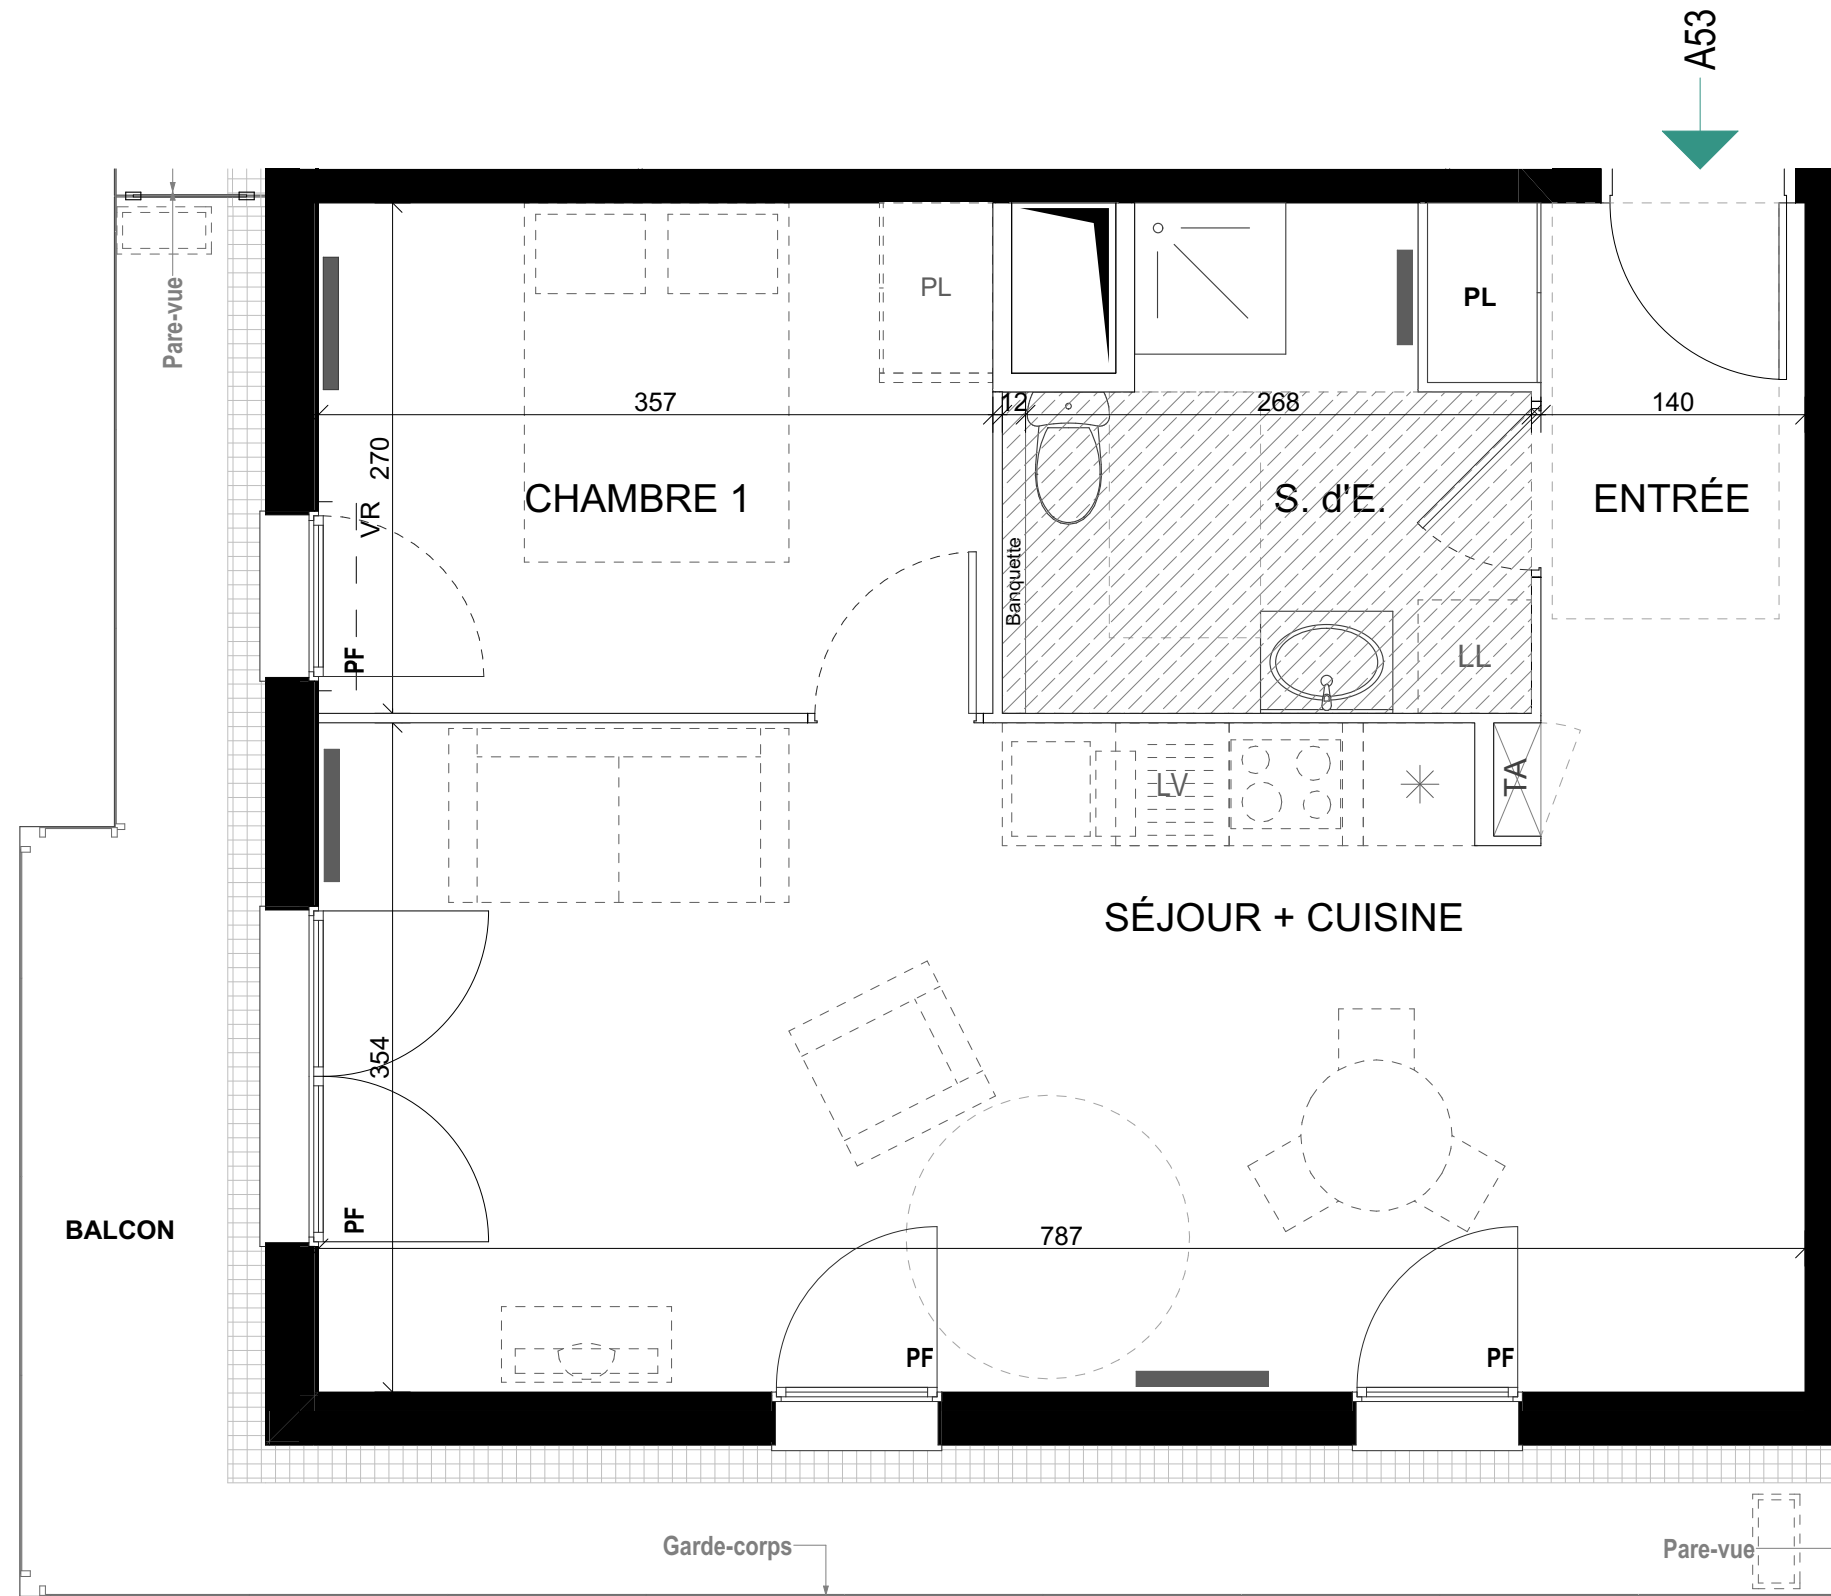 A53
Pare-vue
PL
PL
357
12
268
140
270
CHAMBRE 1
S. d'E.
ENTRÉE
VR
Banquette
PF
LL
LV
TA
SÉJOUR + CUISINE
354
PF
BALCON
787
PF
PF
Garde-corps
Pare-vue